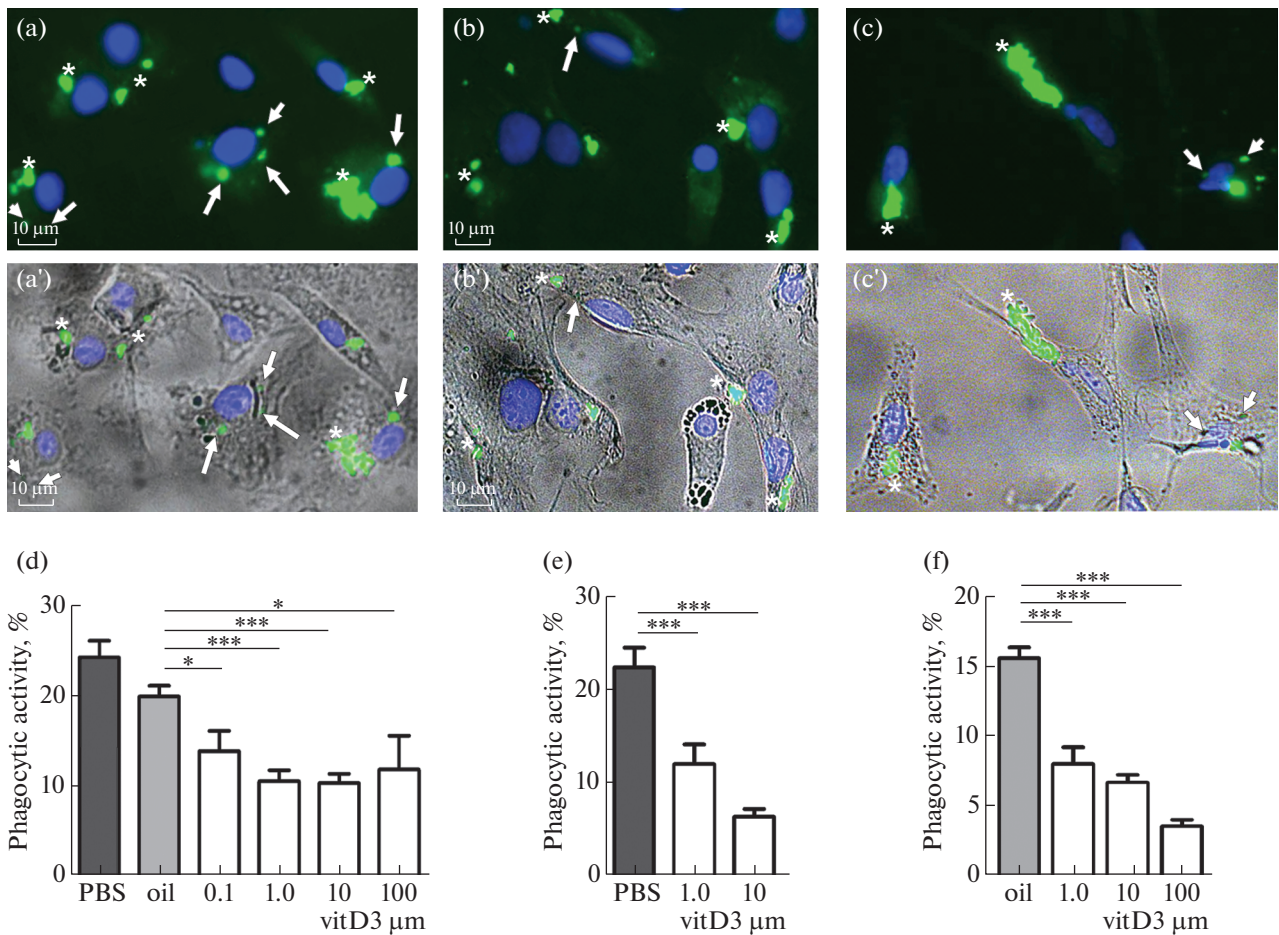 (a)
(b)
(c)
* * * * *
10 μm
* * * *
10 μm
* *
(a')
(b')
(c')
* * *
10 μm
* * * *
10 μm
* *
(d)
(e)
(f)
Phagocytic activity, %
30
20
10
0
*
***
***
*
PBS oil 0.1 1.0 10 100
vitD3 μm
Phagocytic activity, %
30
20
10
0
***
***
PBS 1.0 10
vitD3 μm
Phagocytic activity, %
20
15
10
5
0
***
***
***
oil 1.0 10 100
vitD3 μm